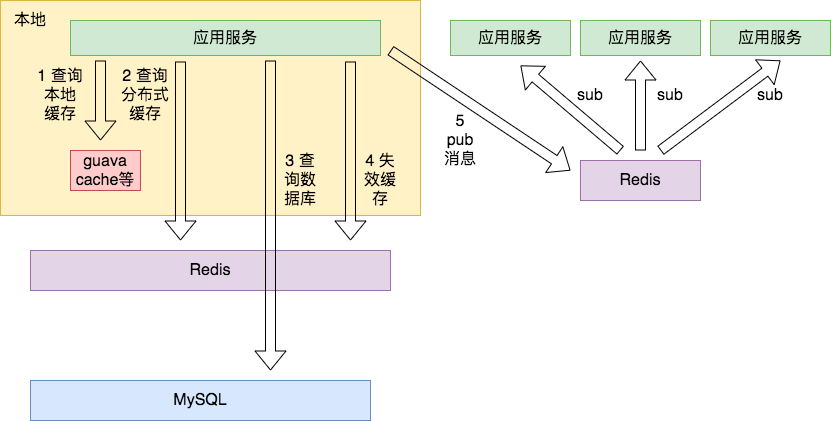 本地
应用服务
1 查询
本地
缓存
2 查询
分布式
缓存
guava
cache等
3 查
询数
据库
4 失
效缓
存
5
pub
消息
应用服务
应用服务
应用服务
sub
sub
sub
Redis
Redis
MySQL